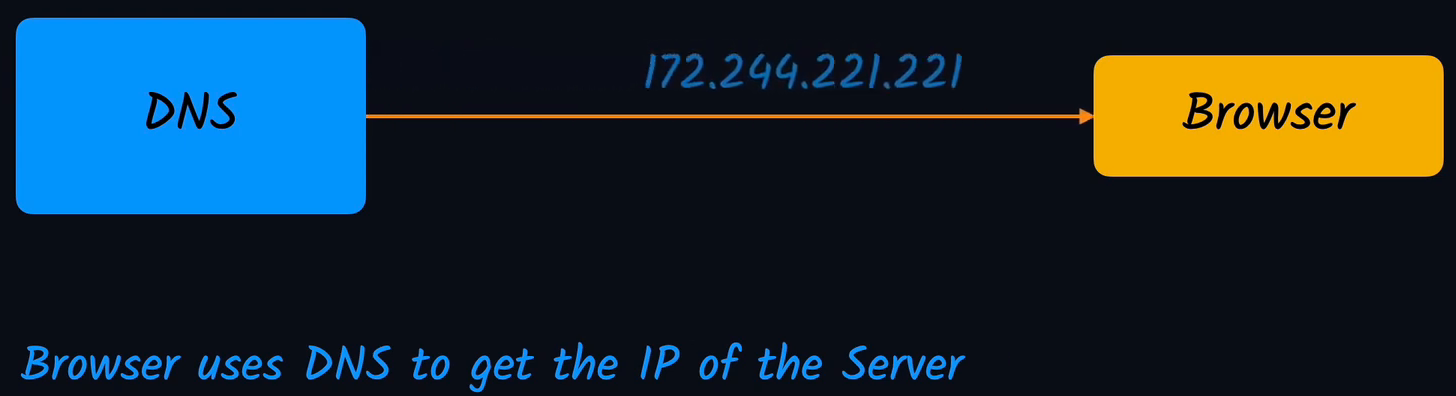 DNS
172.244.221.221
Browser
Browser uses DNS to get the IP of the Server